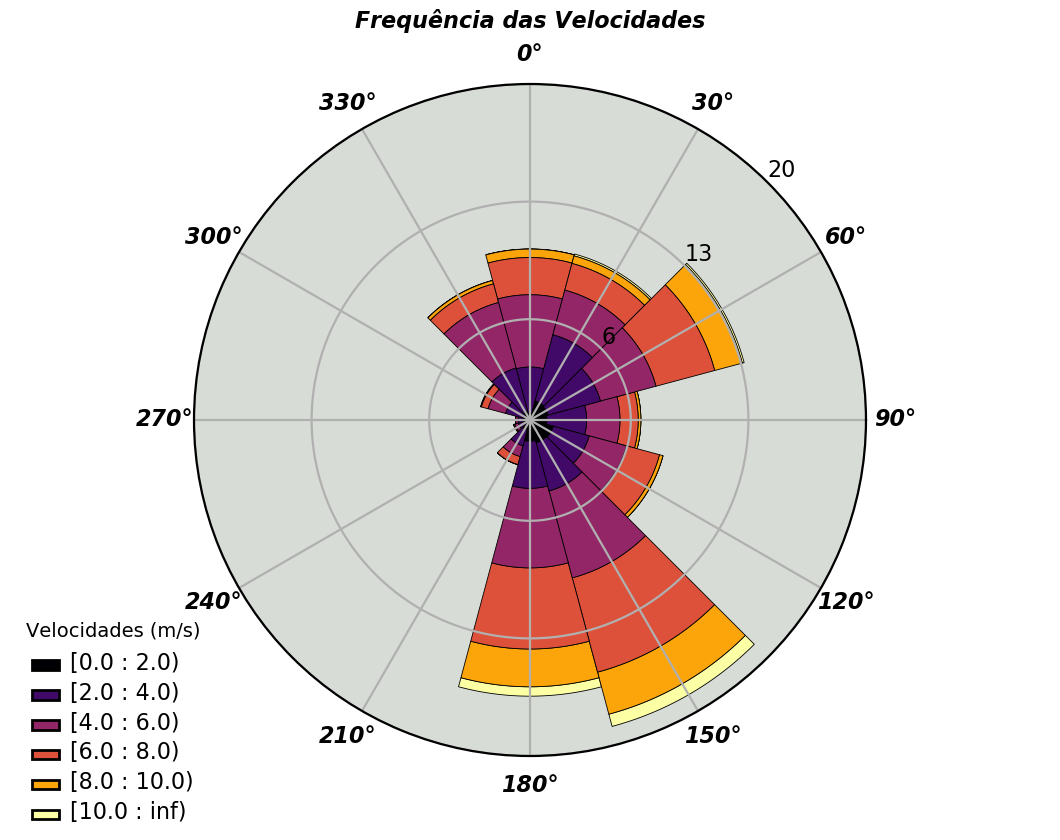 Frequência das Velocidades
0°
330°
30°
20
300°
60°
13
6
270°
90°
240°
120°
210°
150°
180°
Velocidades (m/s)
[0.0 : 2.0)
[2.0 : 4.0)
[4.0 : 6.0)
[6.0 : 8.0)
[8.0 : 10.0)
[10.0 : inf)